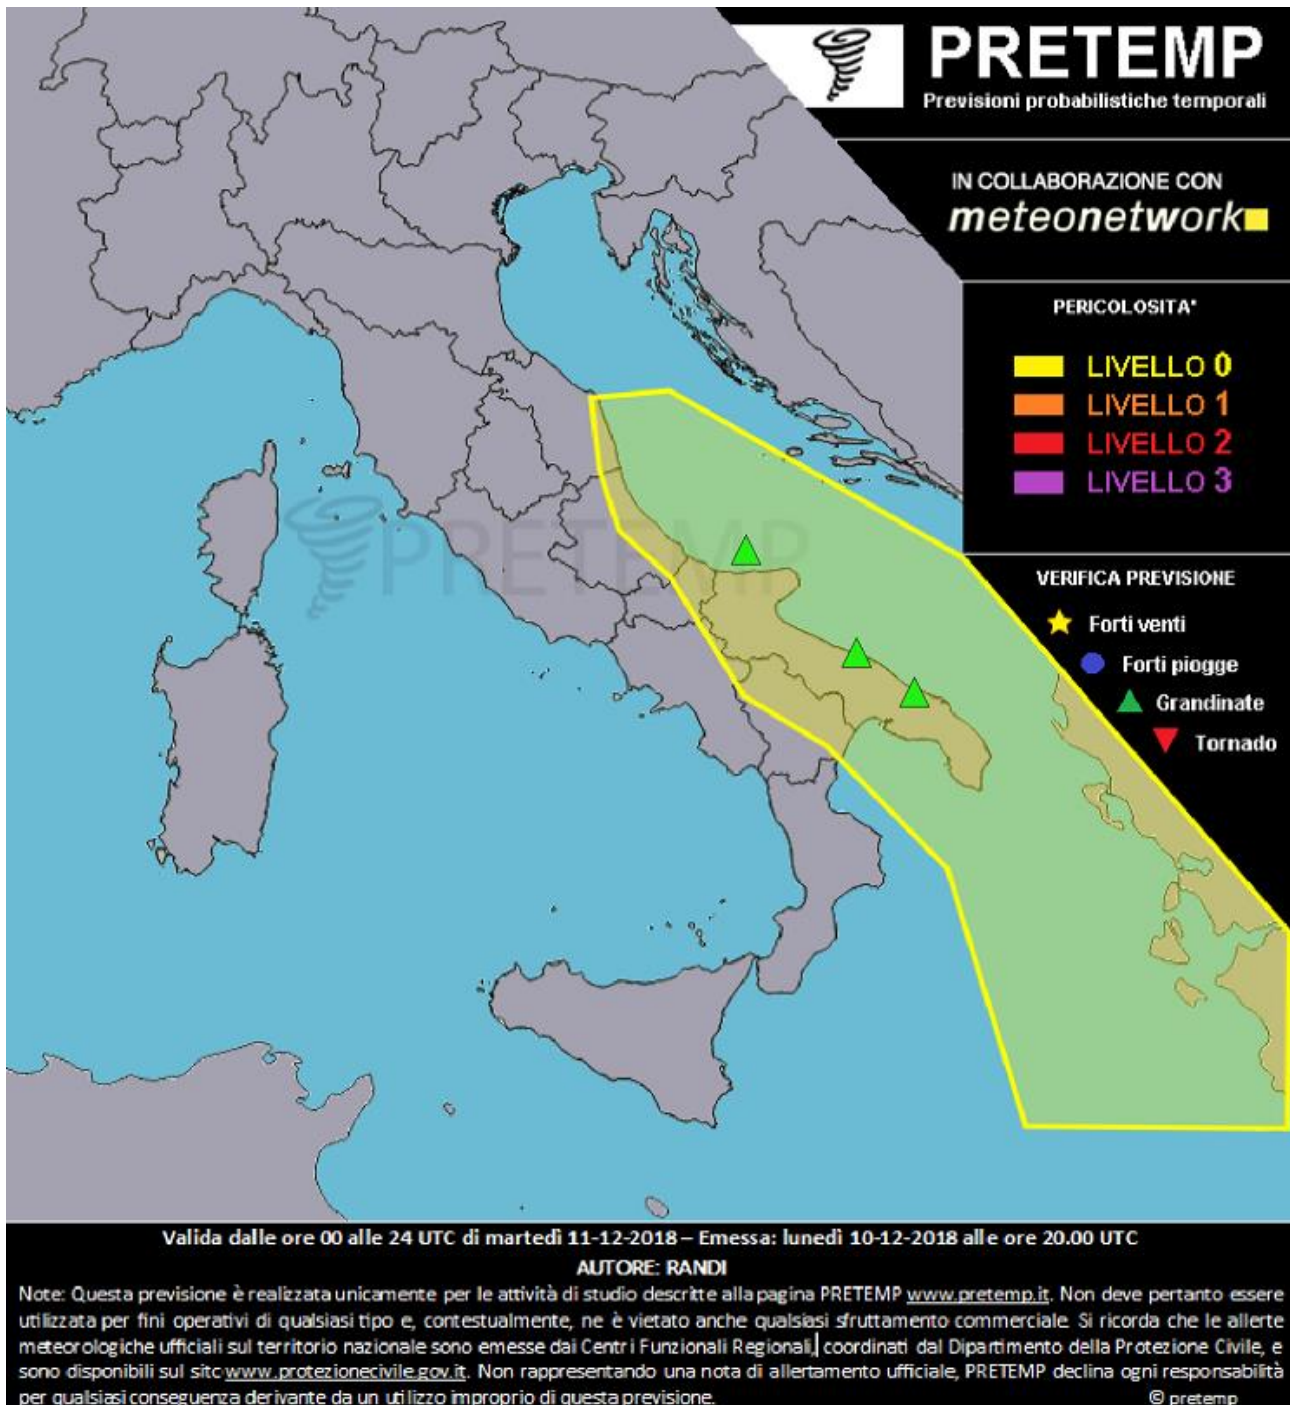 PRETEMP
Previsioni probabilistiche temporali
IN COLLABORAZIONE CON
meteonetwork
PERICOLOSITA'
LIVELLO 0
LIVELLO 1
LIVELLO 2
LIVELLO 3
PRETEMP
VERIFICA PREVISIONE
Forti venti
Forti piogge
Grandinate
Tornado
Valida dalle ore 00 alle 24 UTC di martedì 11-12-2018 – Emessa: lunedì 10-12-2018 alle ore 20.00 UTC
AUTORE: RANDI
Note: Questa previsione è realizzata unicamente per le attività di studio descritte alla pagina PRETEMP www.pretemp.it. Non deve pertanto essere
utilizzata per fini operativi di qualsiasi tipo e, contestualmente, ne è vietato anche qualsiasi sfruttamento commerciale. Si ricorda che le allerte
meteorologiche ufficiali sul territorio nazionale sono emesse dai Centri Funzionali Regionali, coordinati dal Dipartimento della Protezione Civile, e
sono disponibili sul sito www.protezionecivile.gov.it. Non rappresentando una nota di allertamento ufficiale, PRETEMP declina ogni responsabilità
per qualsiasi conseguenza derivante da un utilizzo improprio di questa previsione. © pretemp